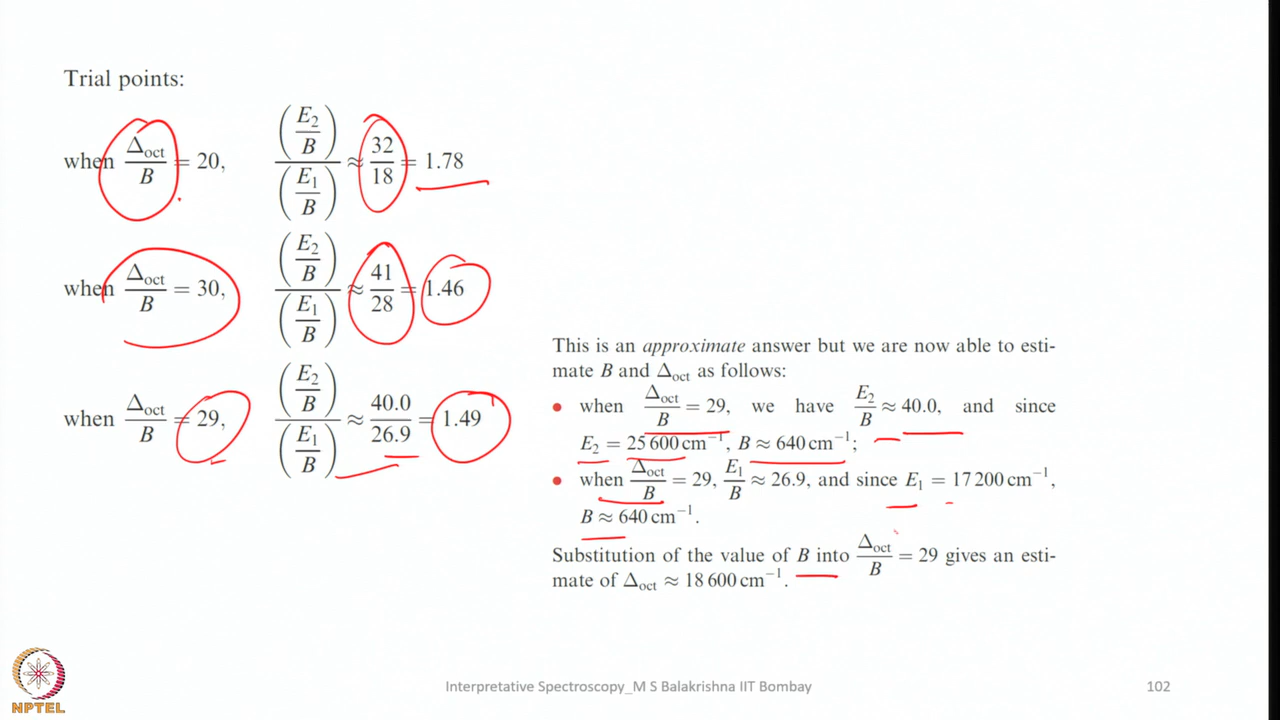 Trial points:
when Δoct/B = 20, (E2/B)/(E1/B) ≈ 32/18 = 1.78
when Δoct/B = 30, (E2/B)/(E1/B) ≈ 41/28 = 1.46
when Δoct/B = 29, (E2/B)/(E1/B) ≈ 40.0/26.9 = 1.49
This is an approximate answer but we are now able to esti-
mate B and Δoct as follows:
• when Δoct/B = 29, we have E2/B ≈ 40.0, and since
E2 = 25 600 cm⁻¹, B ≈ 640 cm⁻¹;
• when Δoct/B = 29, E1/B ≈ 26.9, and since E1 = 17 200 cm⁻¹,
B ≈ 640 cm⁻¹.
Substitution of the value of B into Δoct/B = 29 gives an esti-
mate of Δoct ≈ 18 600 cm⁻¹.
NPTEL
Interpretative Spectroscopy_M S Balakrishna IIT Bombay
102